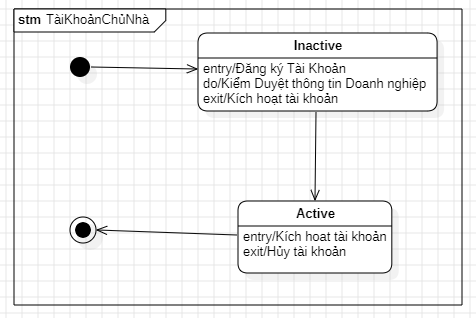 stm TàiKhoảnChủNhà
Inactive
entry/Đăng ký Tài Khoản
do/Kiểm Duyệt thông tin Doanh nghiệp
exit/Kích hoạt tài khoản
Active
entry/Kích hoạt tài khoản
exit/Hủy tài khoản